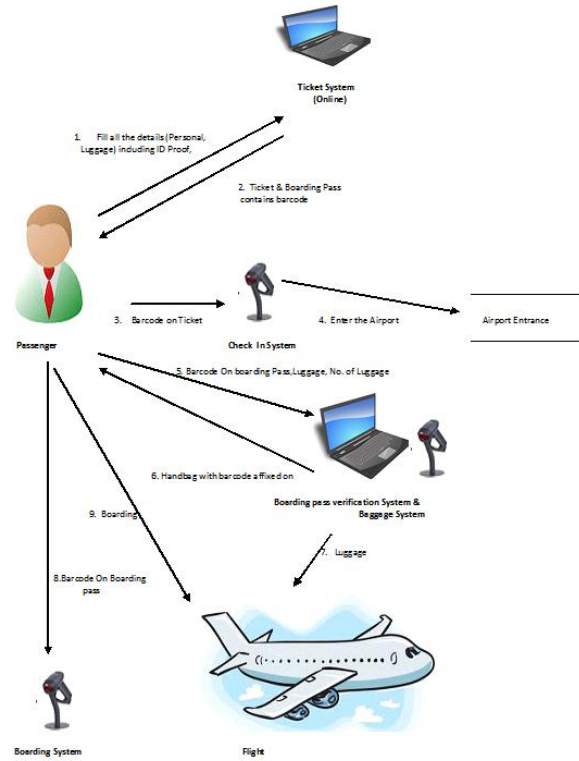 Ticket System
(Online)
1. Fill all the details (Personal,
Luggage) including ID Proof,
2. Ticket & Boarding Pass
contains barcode
Passenger
3. Barcode on Ticket
Check In System
4. Enter the Airport
Airport Entrance
5. Barcode On boarding Pass,Luggage, No. of Luggage
6. Handbag with barcode affixed on
Boarding pass verification System &
Baggage System
9. Boarding
7. Luggage
8.Barcode On Boarding
pass
Boarding System
Flight